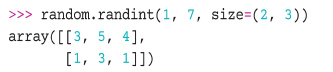 >>> random.randint(1, 7, size=(2, 3))
array([[3, 5, 4],
       [1, 3, 1]])